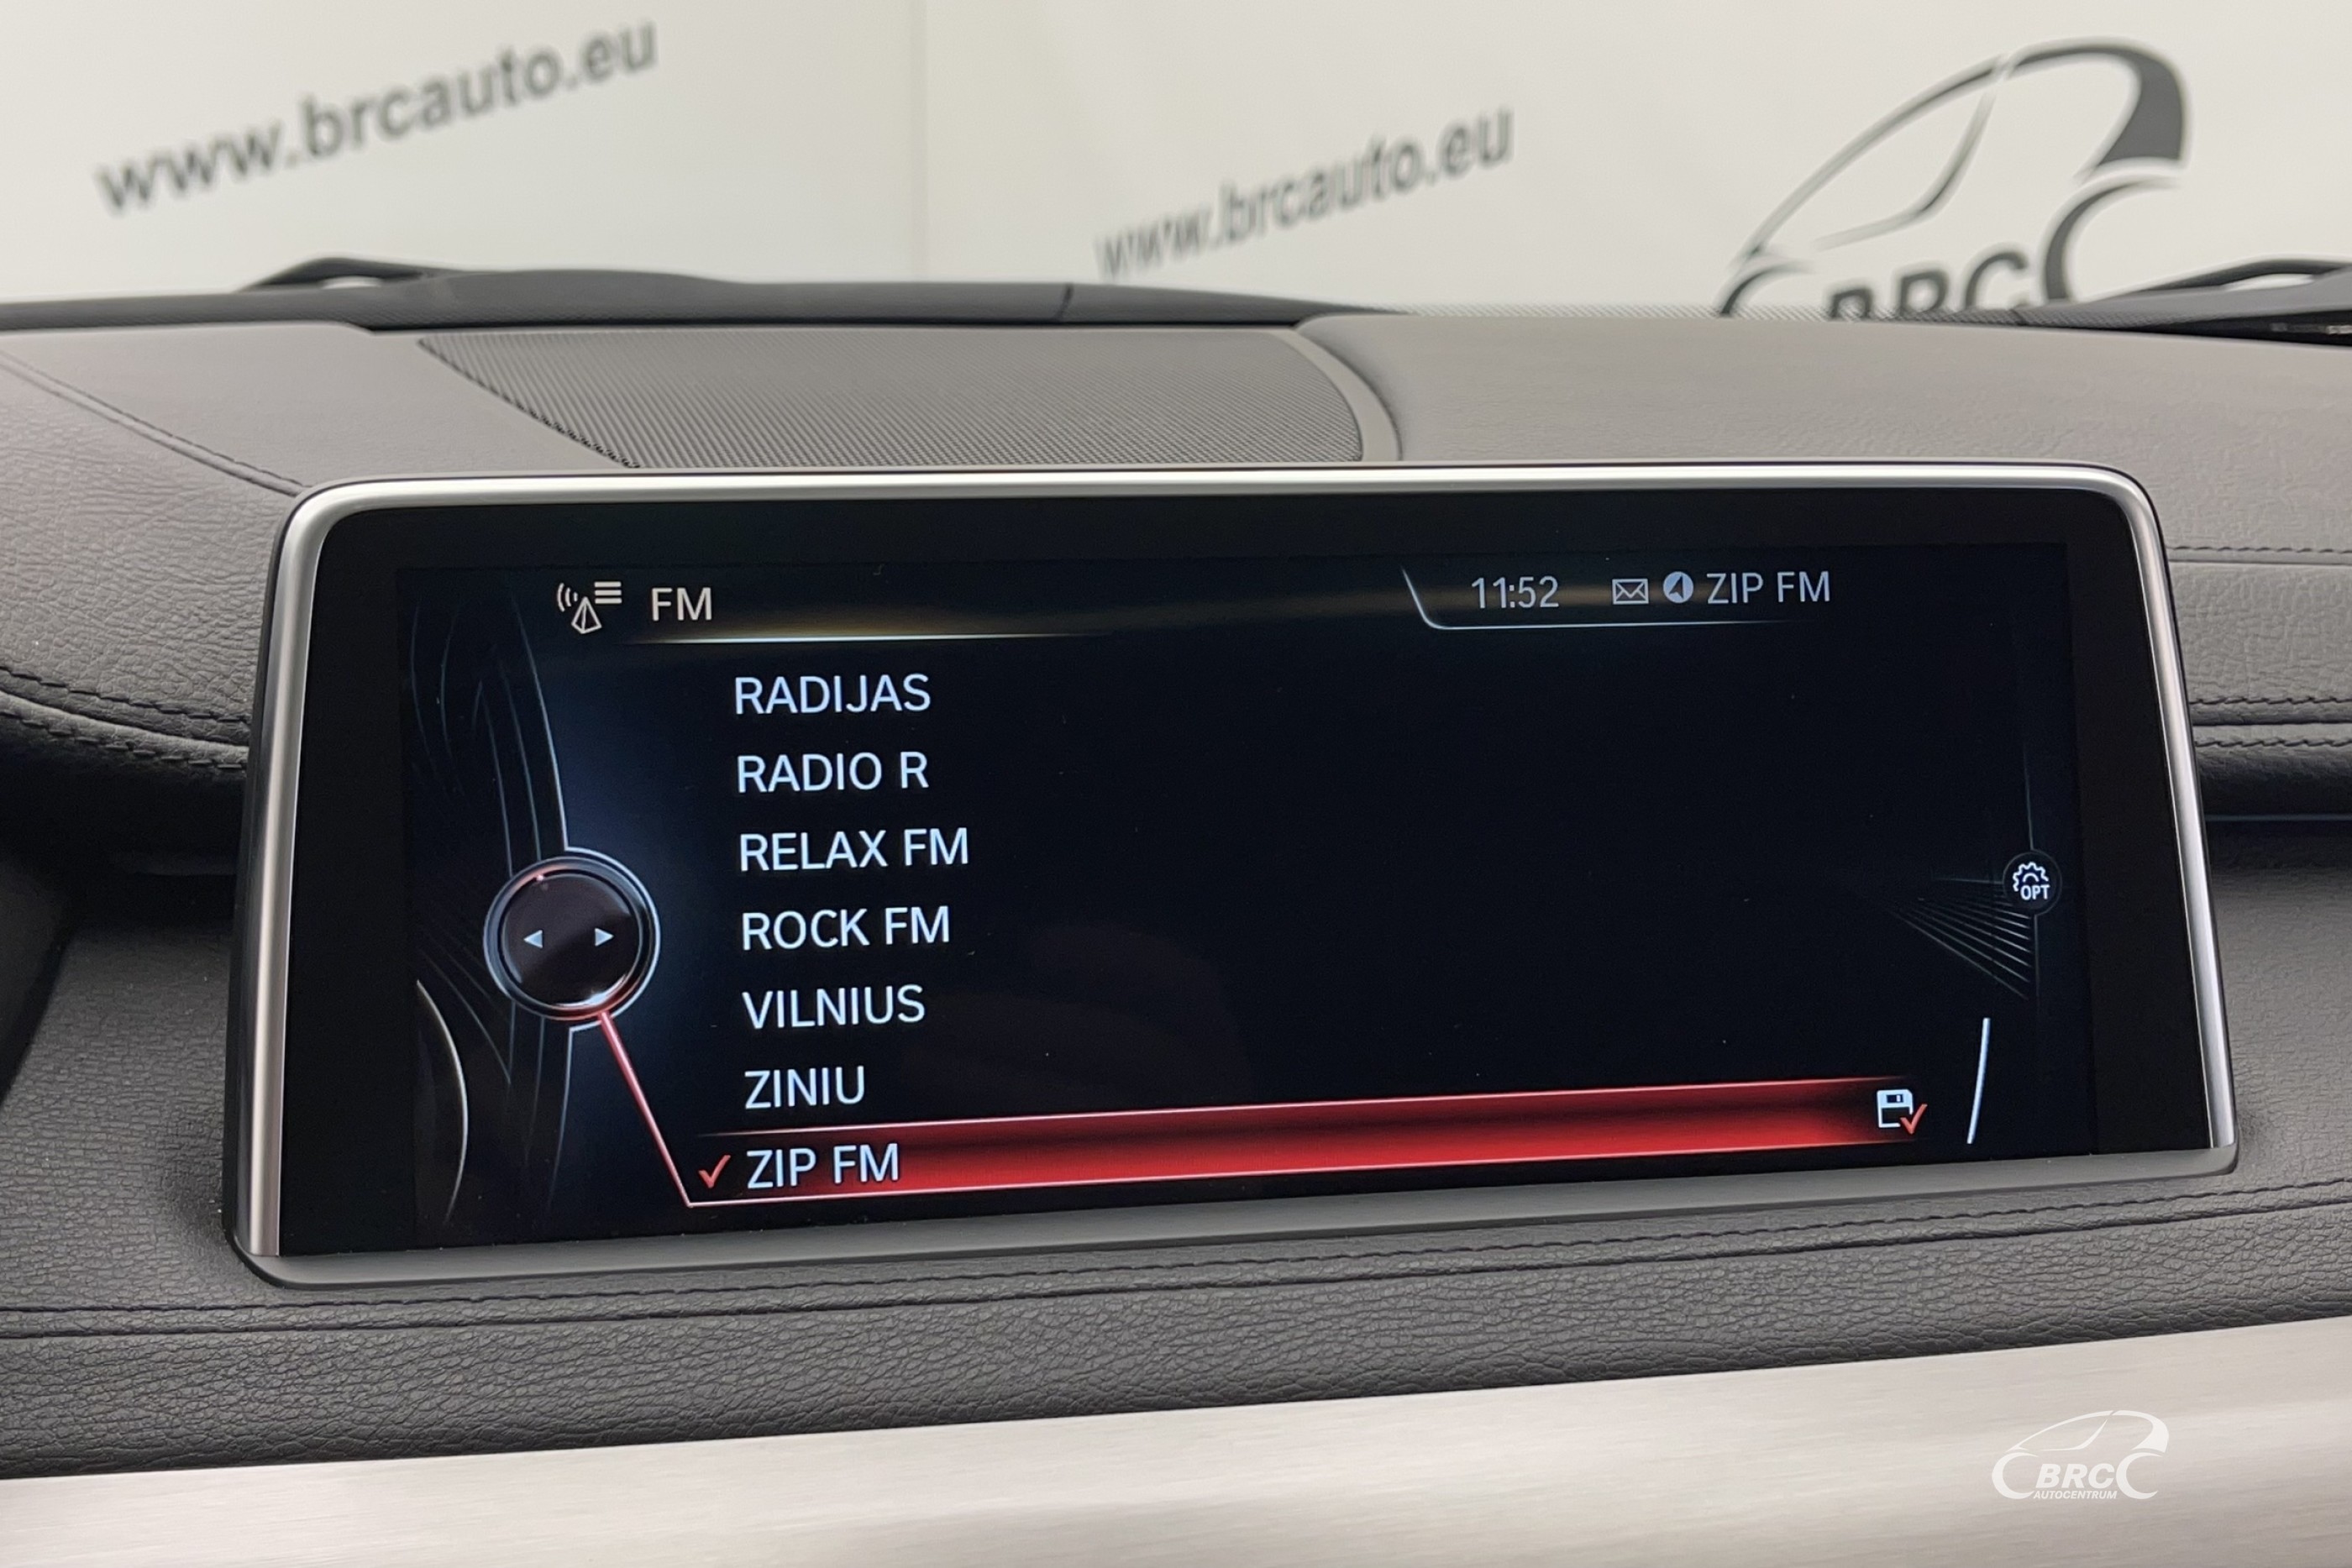 www.brcauto.eu
www.brcauto.eu
BRC
FM
11:52 ZIP FM
RADIJAS
RADIO R
RELAX FM
ROCK FM
VILNIUS
ZINIU
ZIP FM
OPT
BRC
AUTOCENTRUM